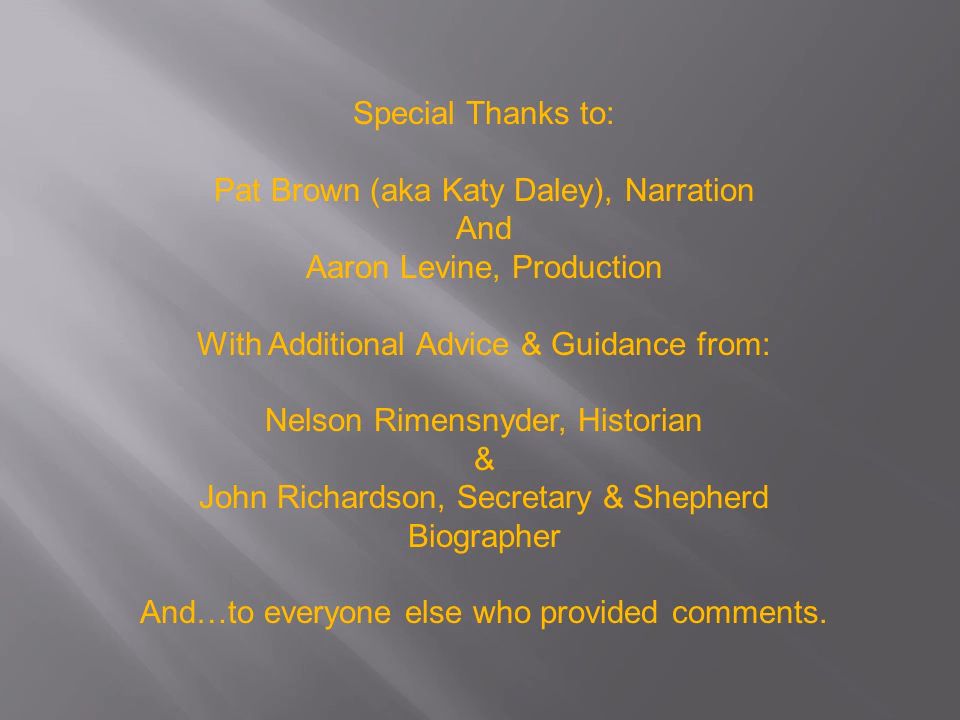 Special Thanks to:
Pat Brown (aka Katy Daley), Narration
And
Aaron Levine, Production
With Additional Advice & Guidance from:
Nelson Rimensnyder, Historian
&
John Richardson, Secretary & Shepherd
Biographer
And…to everyone else who provided comments.